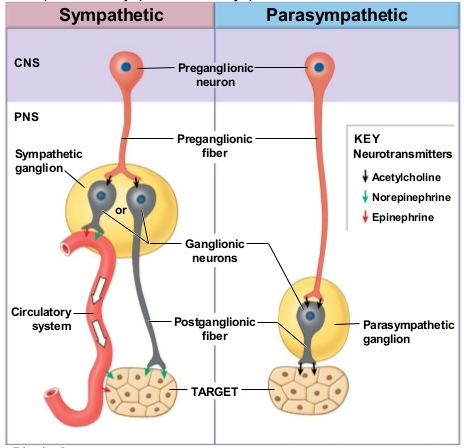 Sympathetic
Parasympathetic
CNS
Preganglionic
neuron
PNS
Preganglionic
fiber
KEY
Neurotransmitters
Acetylcholine
Norepinephrine
Epinephrine
Sympathetic
ganglion
or
Ganglionic
neurons
Circulatory
system
Postganglionic
fiber
Parasympathetic
ganglion
TARGET